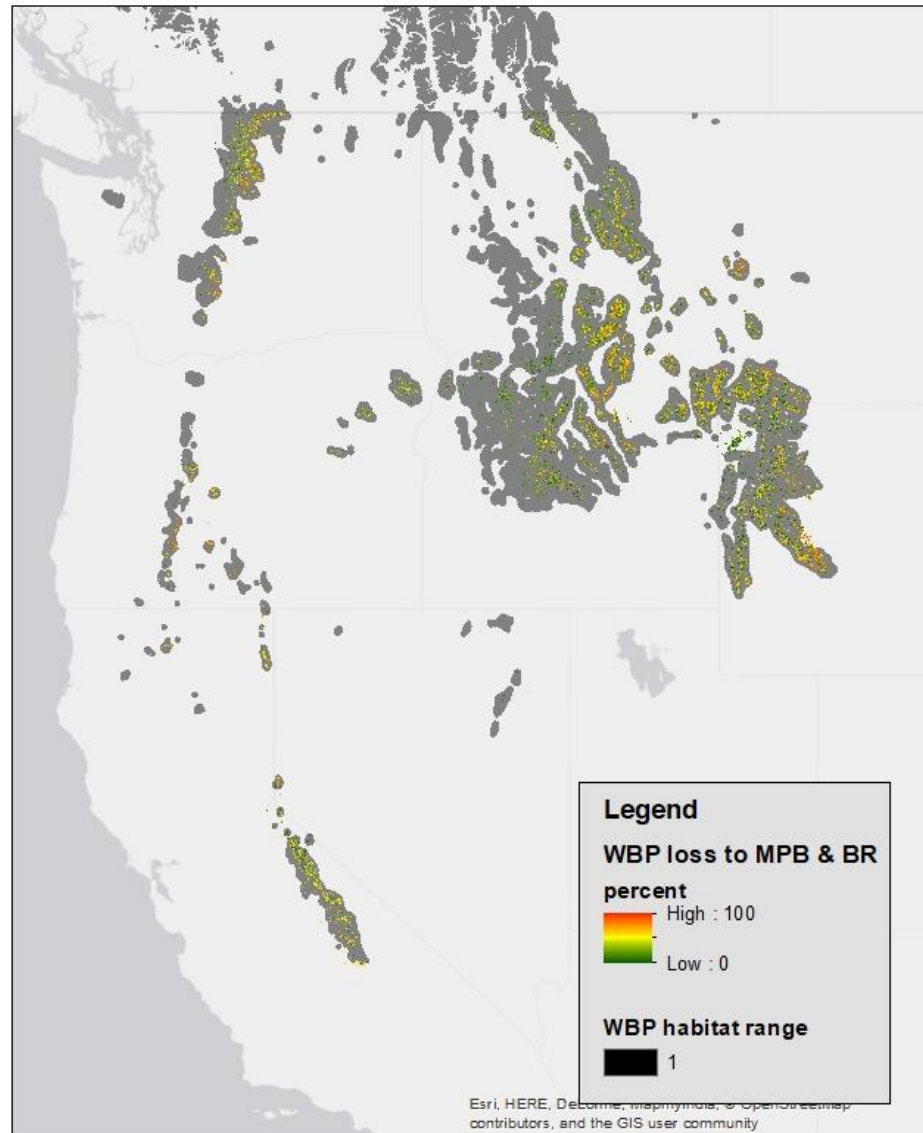 Legend
WBP loss to MPB & BR
percent
High : 100
Low : 0
WBP habitat range
1
Esri, HERE, DeLorme, MapmyIndia, © OpenStreetMap
contributors, and the GIS user community